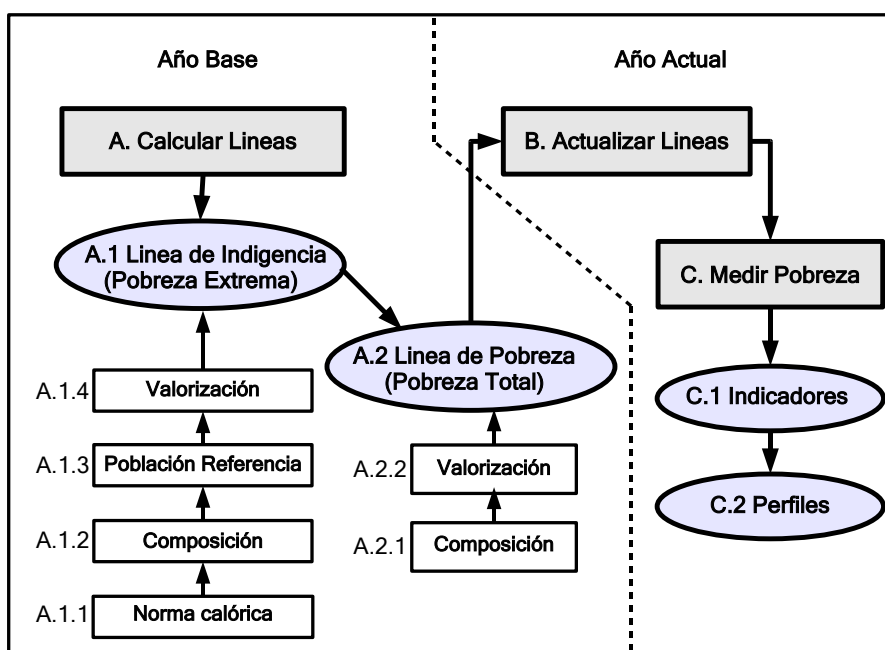 Año Base
Año Actual
A. Calcular Lineas
B. Actualizar Lineas
A.1 Linea de Indigencia
(Pobreza Extrema)
C. Medir Pobreza
A.2 Linea de Pobreza
(Pobreza Total)
A.1.4 Valorización
C.1 Indicadores
A.1.3 Población Referencia
A.2.2 Valorización
C.2 Perfiles
A.1.2 Composición
A.2.1 Composición
A.1.1 Norma calórica